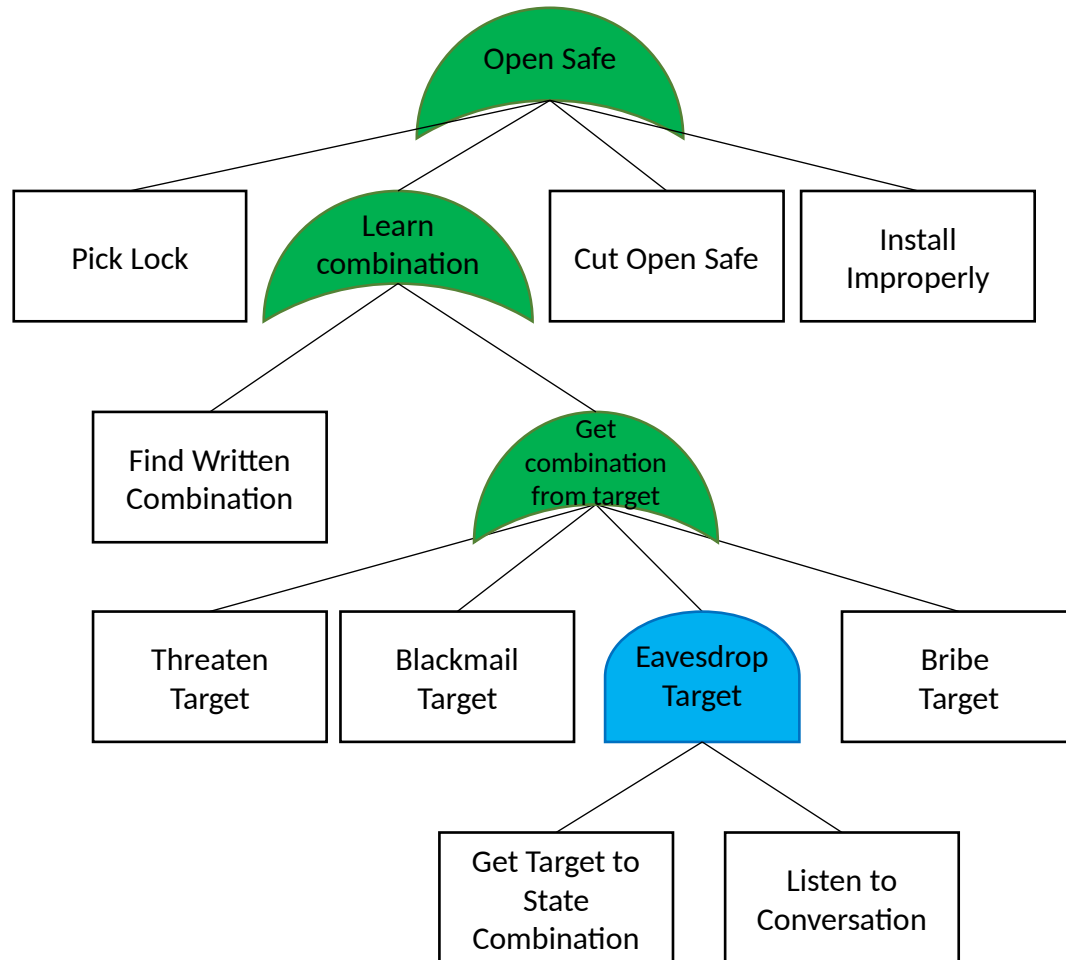 Open Safe
Pick Lock
Learn
combination
Cut Open Safe
Install
Improperly
Find Written
Combination
Get
combination
from target
Threaten
Target
Blackmail
Target
Eavesdrop
Target
Bribe
Target
Get Target to
State
Combination
Listen to
Conversation